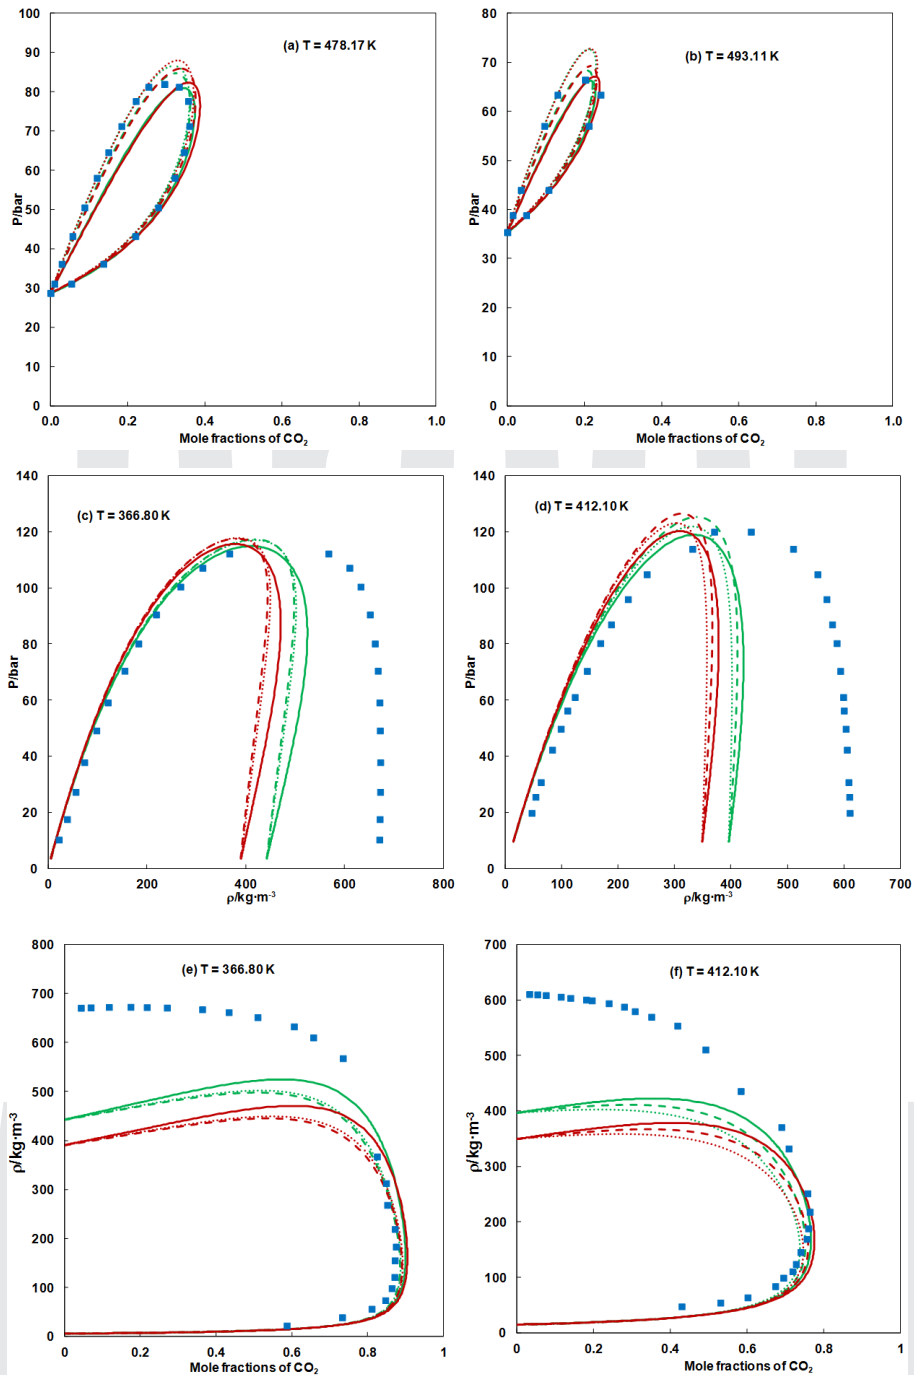 (a) T = 478.17 K
100
90
80
70
60
50
40
30
20
10
0
P/bar
0.0 0.2 0.4 0.6 0.8 1.0
Mole fractions of CO₂
(b) T = 493.11 K
80
70
60
50
40
30
20
10
0
P/bar
0.0 0.2 0.4 0.6 0.8 1.0
Mole fractions of CO₂
(c) T = 366.80 K
140
120
100
80
60
40
20
0
P/bar
0 200 400 600 800
ρ/kg·m⁻³
(d) T = 412.10 K
140
120
100
80
60
40
20
0
P/bar
0 100 200 300 400 500 600 700
ρ/kg·m⁻³
(e) T = 366.80 K
800
700
600
500
400
300
200
100
0
ρ/kg·m⁻³
0 0.2 0.4 0.6 0.8 1
Mole fractions of CO₂
(f) T = 412.10 K
700
600
500
400
300
200
100
0
ρ/kg·m⁻³
0 0.2 0.4 0.6 0.8 1
Mole fractions of CO₂